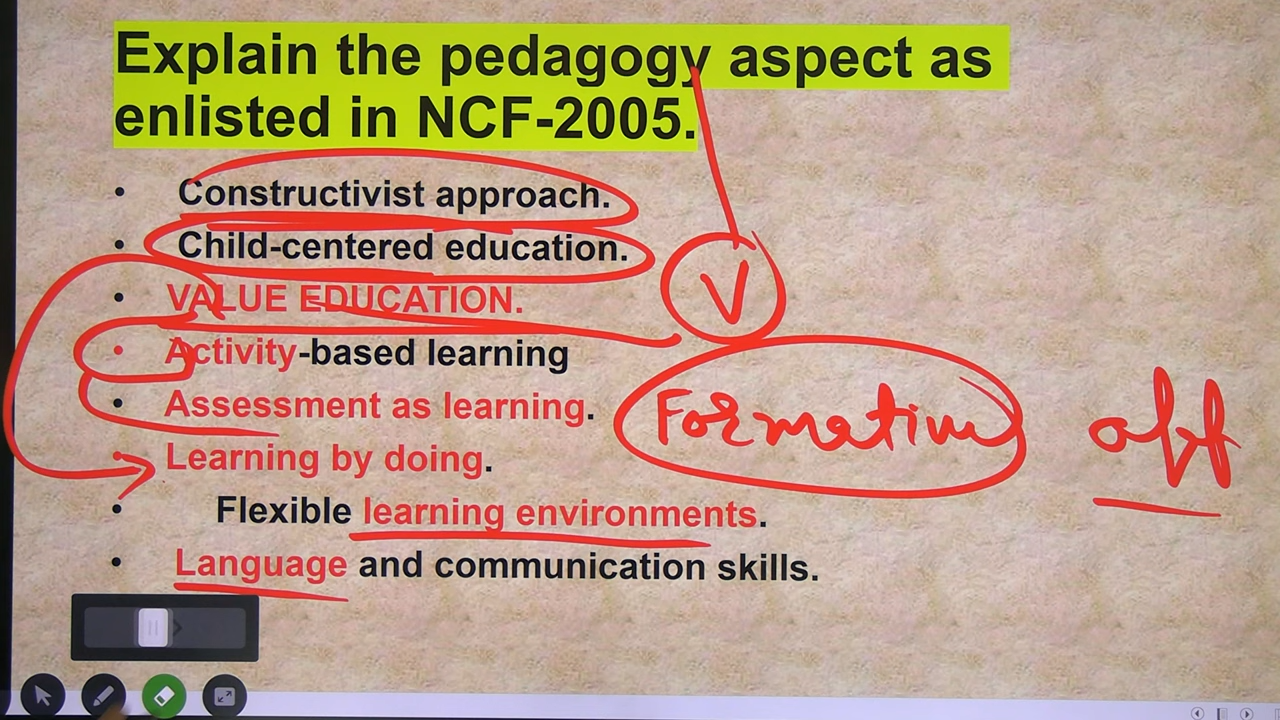 Explain the pedagogy aspect as
enlisted in NCF-2005.
• Constructivist approach.
• Child-centered education.
• VALUE EDUCATION.
V
• Activity-based learning
• Assessment as learning.
Formative
• Learning by doing.
• Flexible learning environments.
• Language and communication skills.